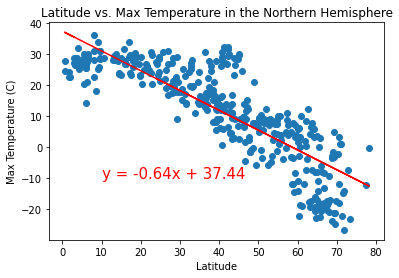 Latitude vs. Max Temperature in the Northern Hemisphere
40
30
20
10
0
−10
−20
Max Temperature (C)
y = -0.64x + 37.44
0 10 20 30 40 50 60 70 80
Latitude